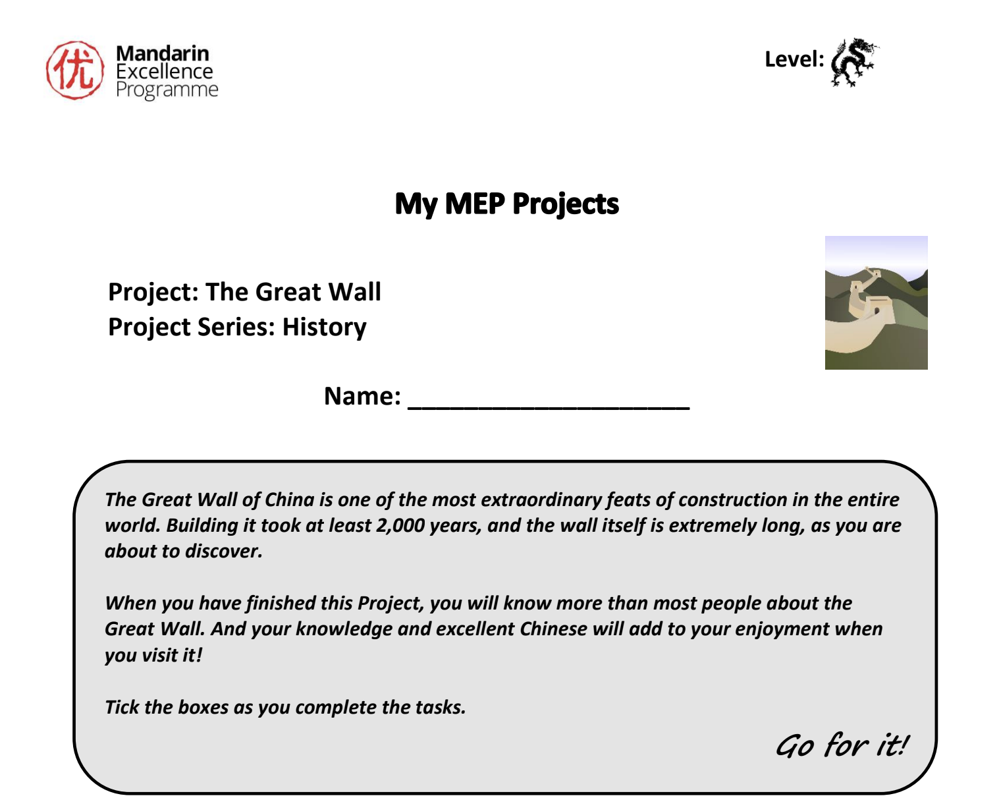 优
Mandarin
Excellence
Programme
Level:
My MEP Projects
Project: The Great Wall
Project Series: History
Name: ____________________
The Great Wall of China is one of the most extraordinary feats of construction in the entire
world. Building it took at least 2,000 years, and the wall itself is extremely long, as you are
about to discover.
When you have finished this Project, you will know more than most people about the
Great Wall. And your knowledge and excellent Chinese will add to your enjoyment when
you visit it!
Tick the boxes as you complete the tasks.
Go for it!